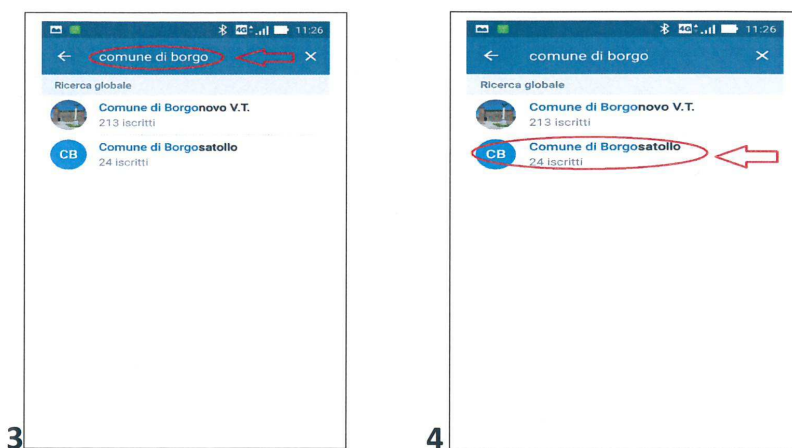 4G 11:26
comune di borgo
Ricerca globale
Comune di Borgonovo V.T.
213 iscritti
CB
Comune di Borgosatollo
24 iscritti
3
4G 11:26
comune di borgo
Ricerca globale
Comune di Borgonovo V.T.
213 iscritti
CB
Comune di Borgosatollo
24 iscritti
4